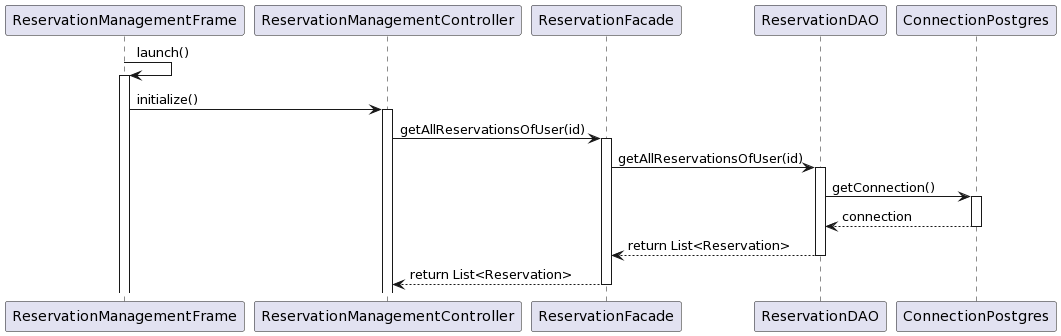 ReservationManagementFrame
ReservationManagementController
ReservationFacade
ReservationDAO
ConnectionPostgres
launch()
initialize()
getAllReservationsOfUser(id)
getAllReservationsOfUser(id)
getConnection()
connection
return List<Reservation>
return List<Reservation>
ReservationManagementFrame
ReservationManagementController
ReservationFacade
ReservationDAO
ConnectionPostgres